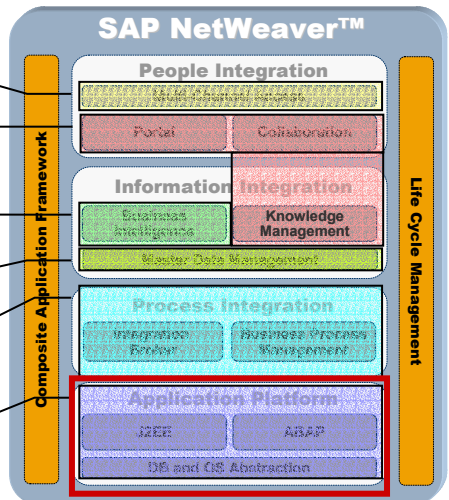 SAP NetWeaver™
People Integration
Multi-Channel Access
Portal
Collaboration
Information Integration
Business
Intelligence
Knowledge
Management
Master Data Management
Process Integration
Integration
Broker
Business Process
Management
Application Platform
J2EE
ABAP
DB and OS Abstraction
Composite Application Framework
Life Cycle Management